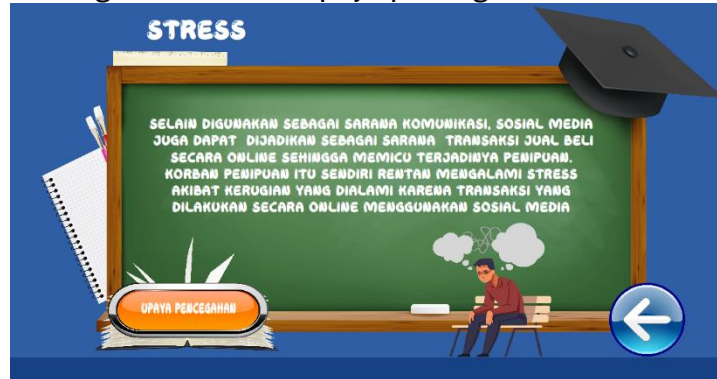 STRESS
SELAIN DIGUNAKAN SEBAGAI SARANA KOMUNIKASI, SOSIAL MEDIA
JUGA DAPAT DIJADIKAN SEBAGAI SARANA TRANSAKSI JUAL BELI
SECARA ONLINE SEHINGGA MEMICU TERJADINYA PENIPUAN.
KORBAN PENIPUAN ITU SENDIRI RENTAN MENGALAMI STRESS
AKIBAT KERUGIAN YANG DIALAMI KARENA TRANSAKSI YANG
DILAKUKAN SECARA ONLINE MENGGUNAKAN SOSIAL MEDIA
UPAYA PENCEGAHAN